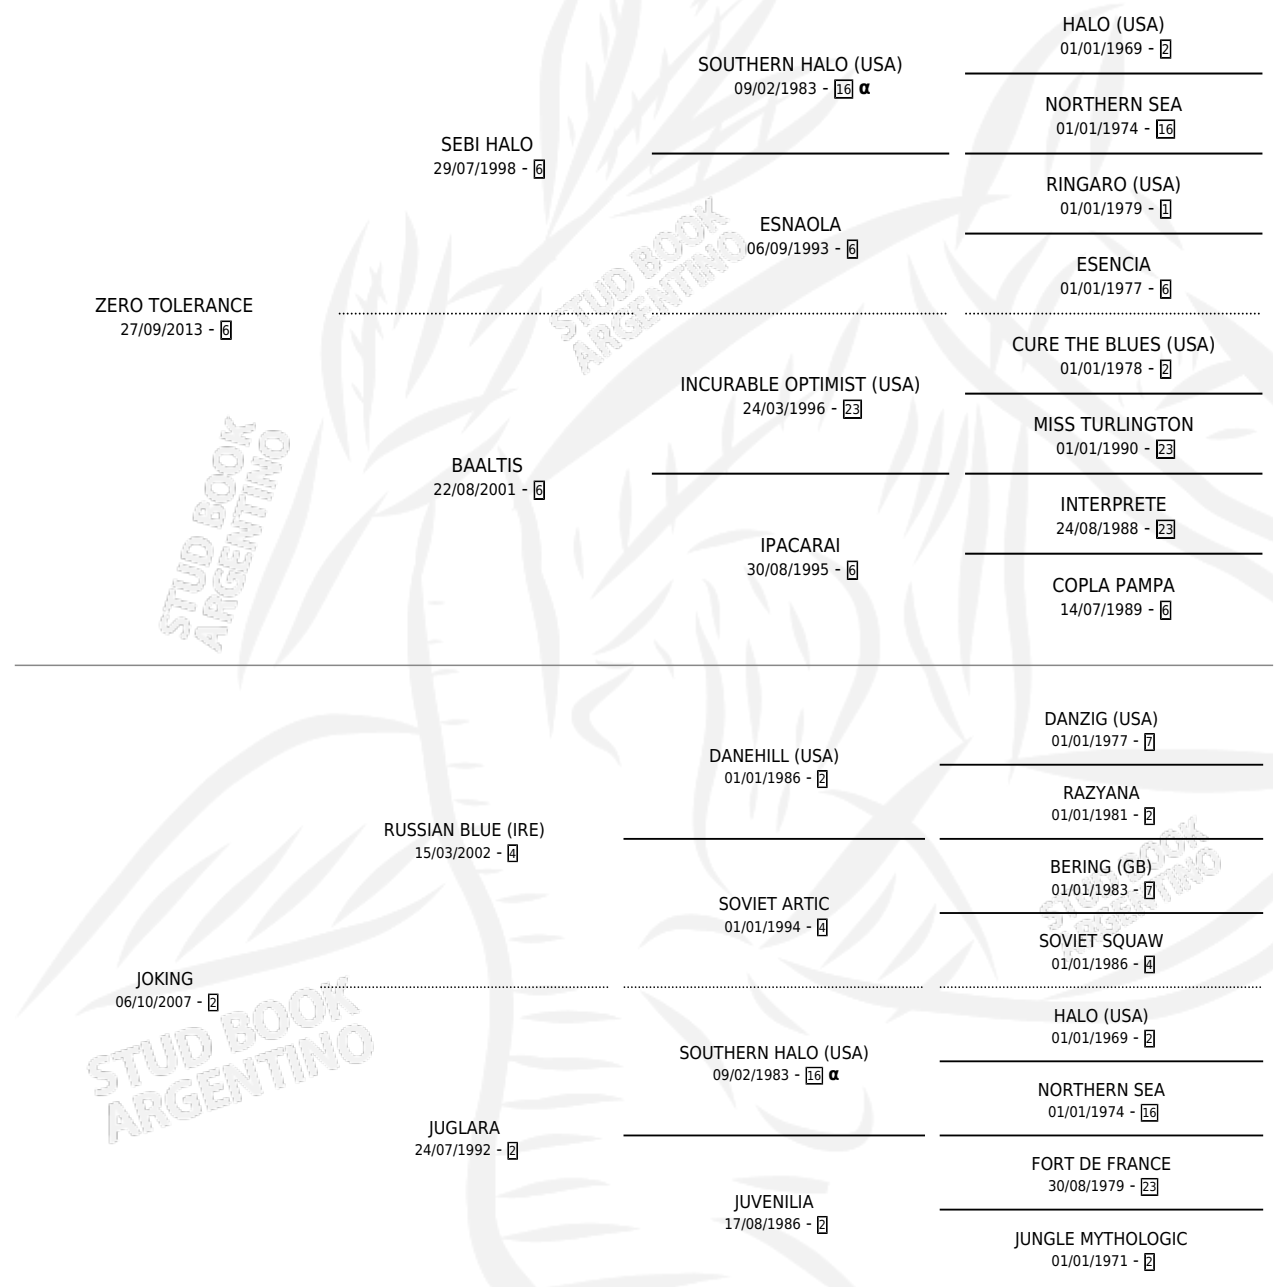 HALO (USA)
01/01/1969 - 2
SOUTHERN HALO (USA)
09/02/1983 - 16 α
NORTHERN SEA
01/01/1974 - 16
SEBI HALO
29/07/1998 - 6
RINGARO (USA)
01/01/1979 - 1
ESNAOLA
06/09/1993 - 6
ESENCIA
01/01/1977 - 6
ZERO TOLERANCE
27/09/2013 - 6
CURE THE BLUES (USA)
01/01/1978 - 2
INCURABLE OPTIMIST (USA)
24/03/1996 - 23
MISS TURLINGTON
01/01/1990 - 23
BAALTIS
22/08/2001 - 6
INTERPRETE
24/08/1988 - 23
IPACARAI
30/08/1995 - 6
COPLA PAMPA
14/07/1989 - 6
STUD BOOK
ARGENTINO
STUD BOOK
ARGENTINO
DANZIG (USA)
01/01/1977 - 7
DANEHILL (USA)
01/01/1986 - 2
RAZYANA
01/01/1981 - 2
RUSSIAN BLUE (IRE)
15/03/2002 - 4
BERING (GB)
01/01/1983 - 7
SOVIET ARTIC
01/01/1994 - 4
SOVIET SQUAW
01/01/1986 - 4
JOKING
06/10/2007 - 2
HALO (USA)
01/01/1969 - 2
SOUTHERN HALO (USA)
09/02/1983 - 16 α
NORTHERN SEA
01/01/1974 - 16
JUGLARA
24/07/1992 - 2
FORT DE FRANCE
30/08/1979 - 23
JUVENILIA
17/08/1986 - 2
JUNGLE MYTHOLOGIC
01/01/1971 - 2
STUD BOOK
ARGENTINO
STUD BOOK
ARGENTINO